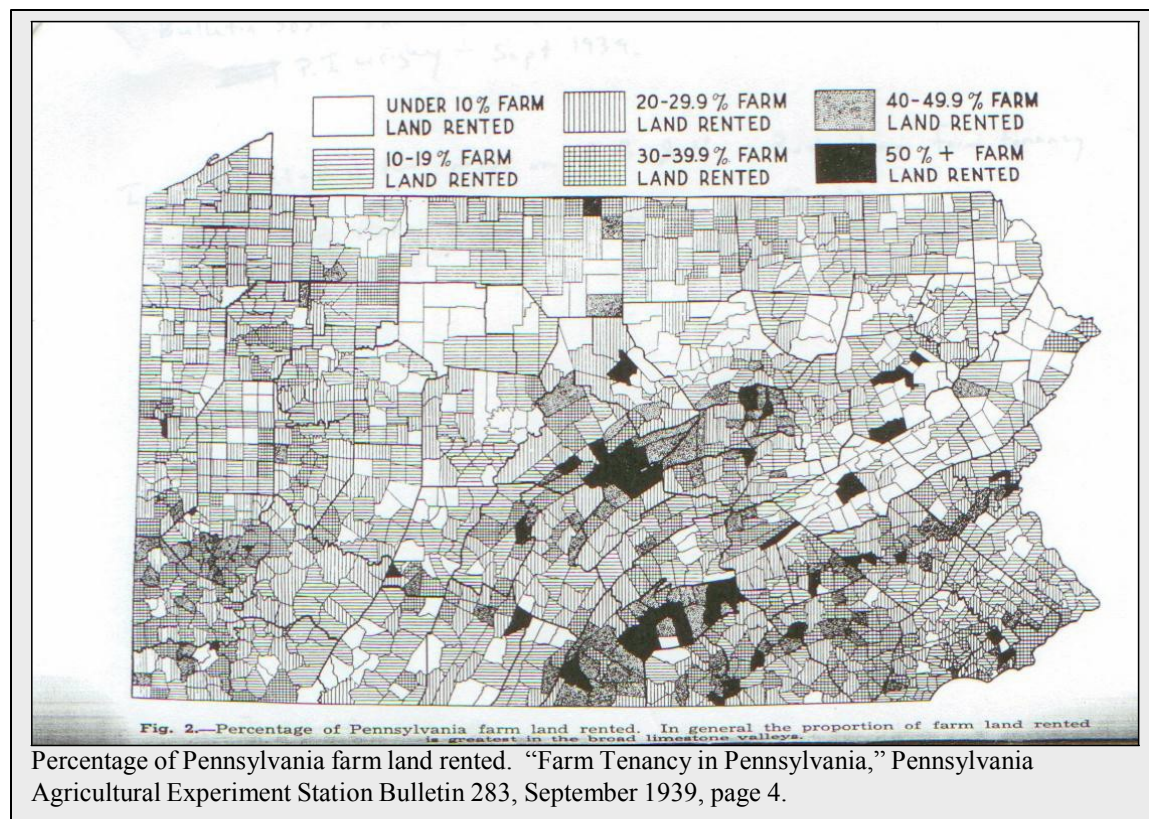 Bulletin
Sept 1939.
UNDER 10% FARM
LAND RENTED
10-19% FARM
LAND RENTED
20-29.9% FARM
LAND RENTED
30-39.9% FARM
LAND RENTED
40-49.9% FARM
LAND RENTED
50% + FARM
LAND RENTED
Fig. 2.—Percentage of Pennsylvania farm land rented. In general the proportion of farm land rented
is greatest in the broad limestone valleys.
Percentage of Pennsylvania farm land rented. “Farm Tenancy in Pennsylvania,” Pennsylvania
Agricultural Experiment Station Bulletin 283, September 1939, page 4.